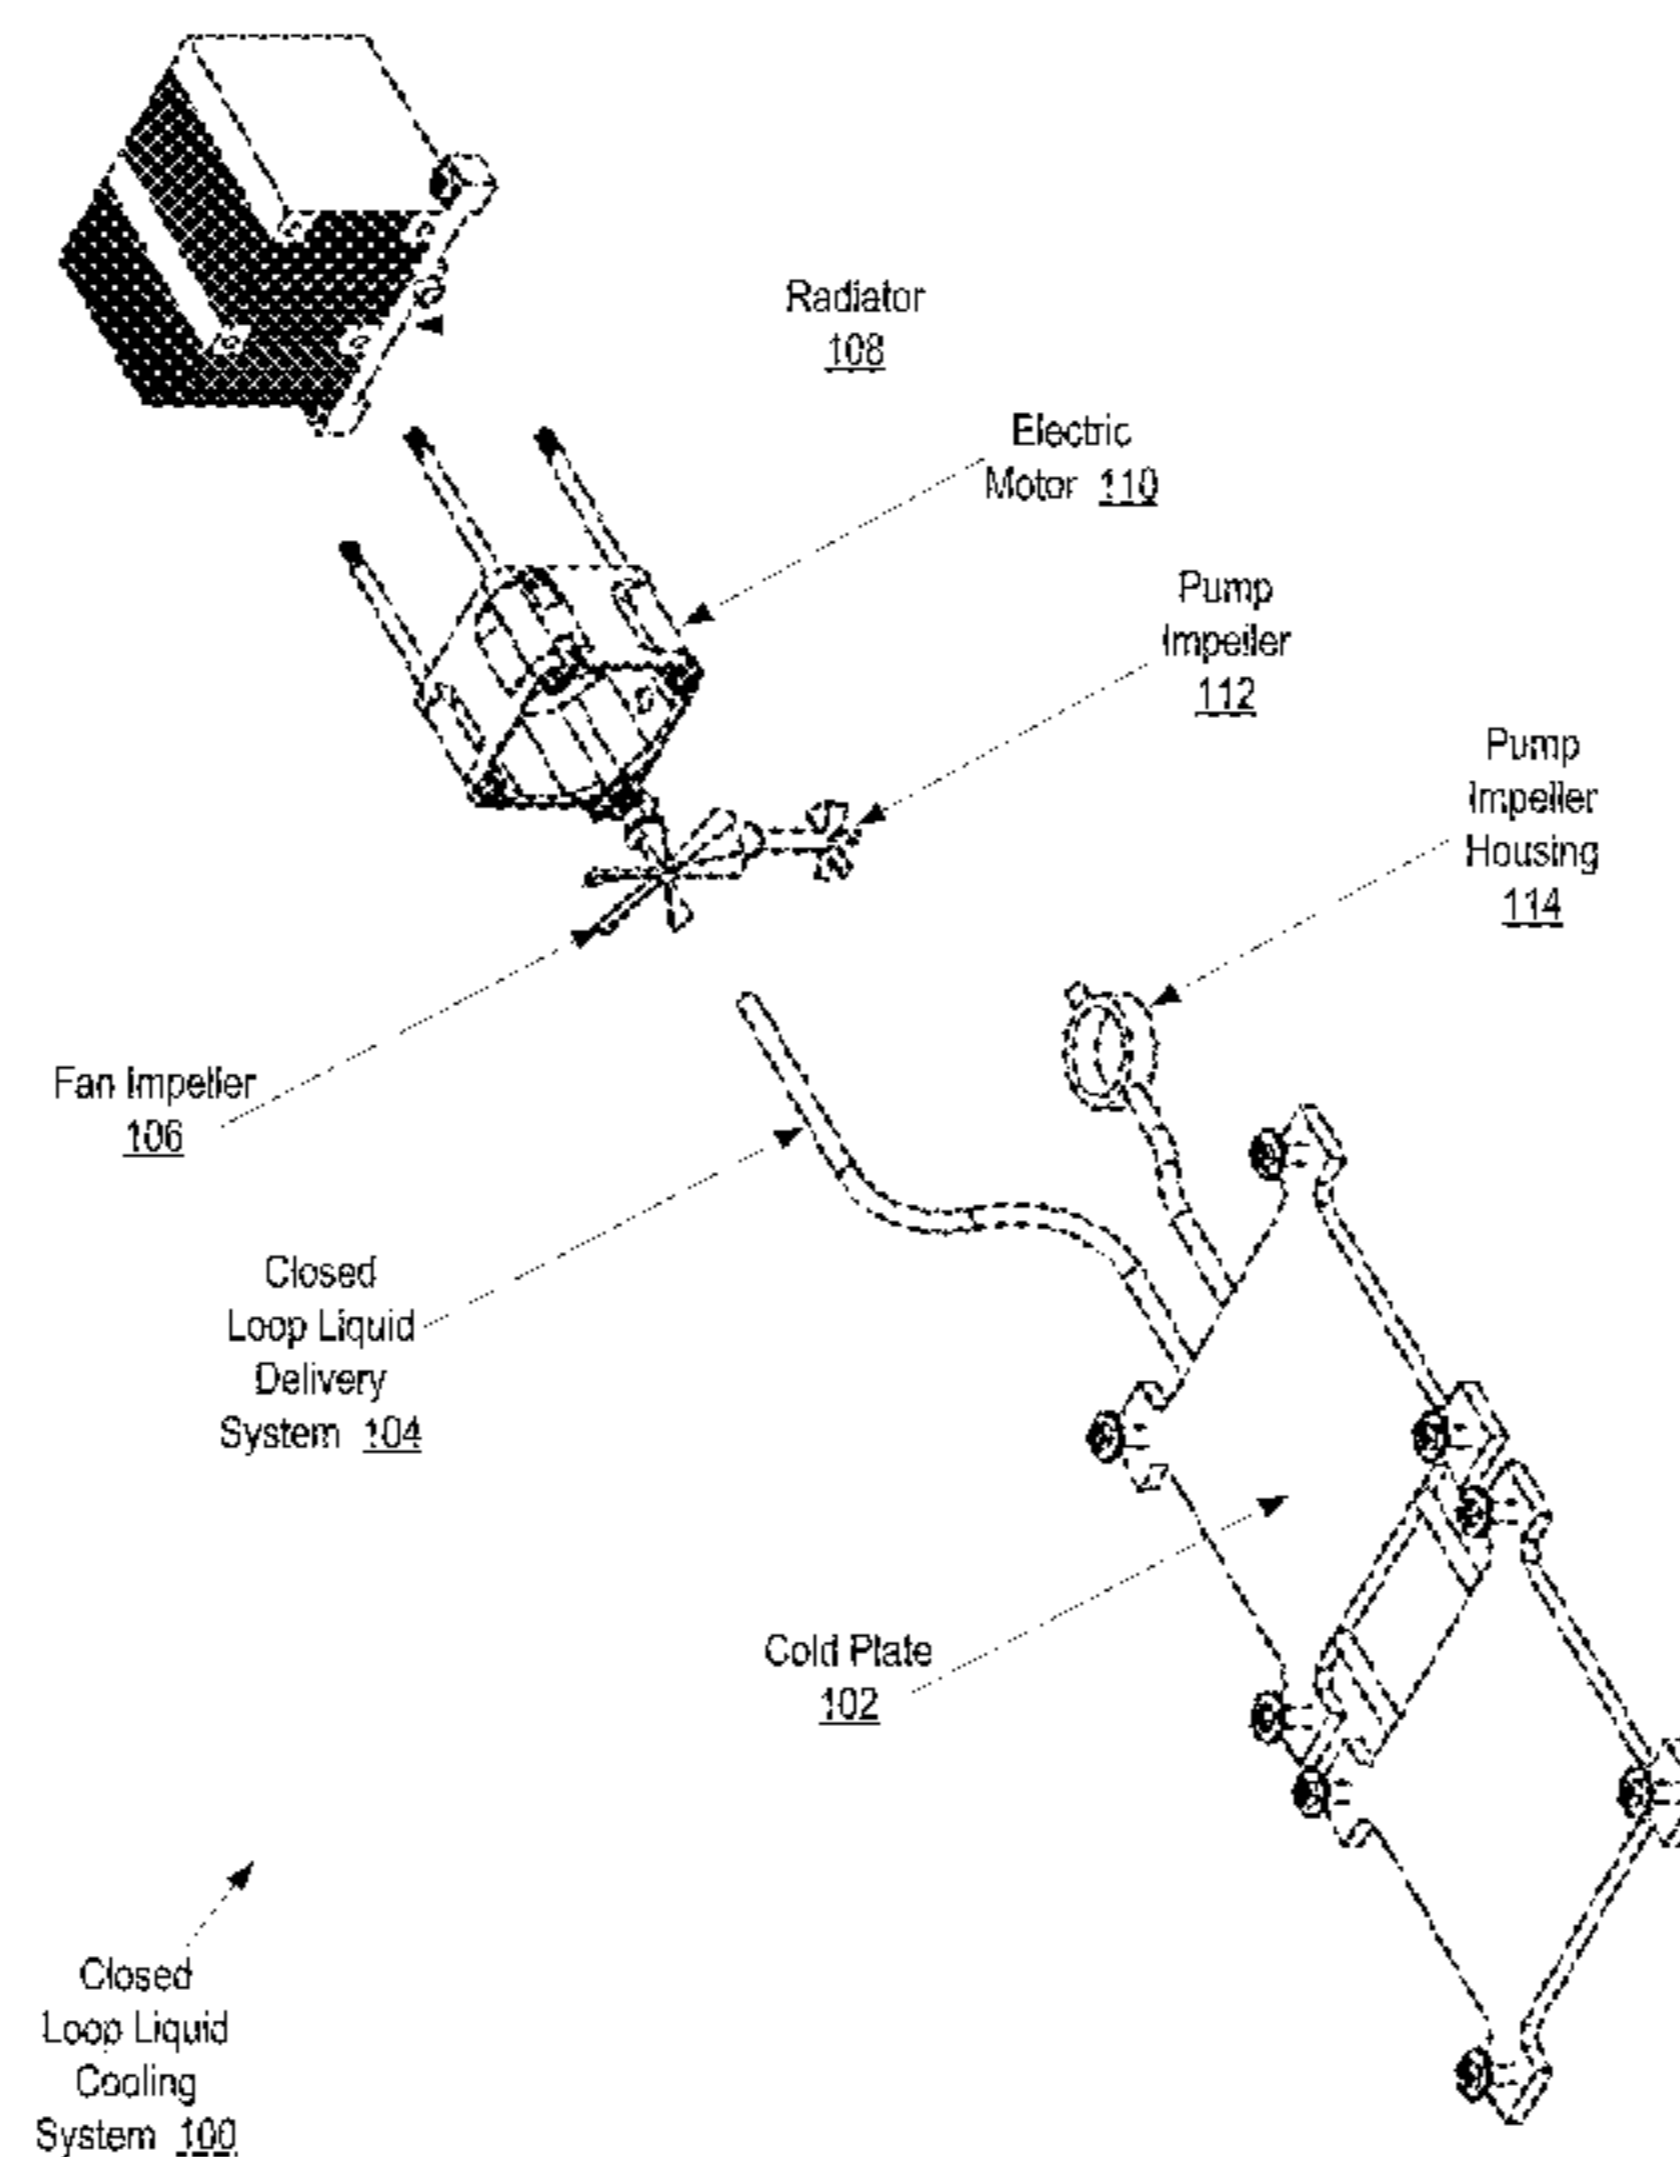 Radiator
108
Electric
Motor 110
Pump
Impeller
112
Pump
Impeller
Housing
114
Fan Impeller
106
Closed
Loop Liquid
Delivery
System 104
Cold Plate
102
Closed
Loop Liquid
Cooling
System 100